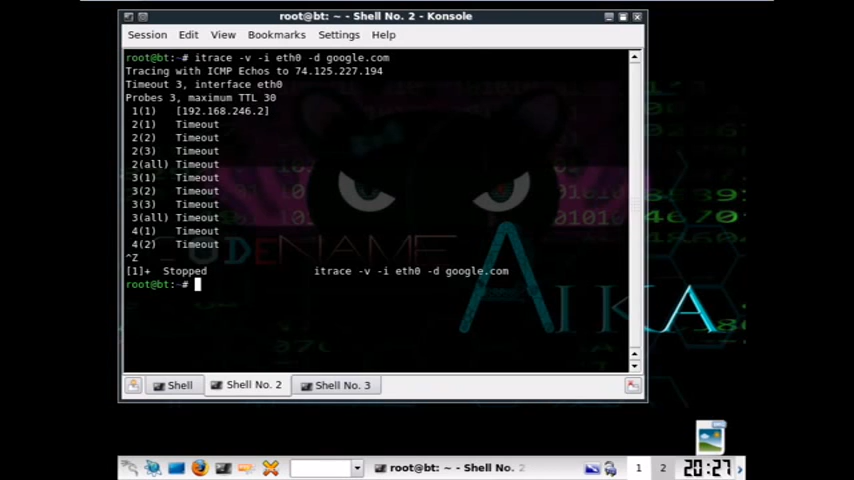 root@bt: ~ - Shell No. 2 - Konsole
Session Edit View Bookmarks Settings Help
root@bt:~# itrace -v -i eth0 -d google.com
Tracing with ICMP Echos to 74.125.227.194
Timeout 3, interface eth0
Probes 3, maximum TTL 30
1(1) [192.168.246.2]
2(1) Timeout
2(2) Timeout
2(3) Timeout
2(all) Timeout
3(1) Timeout
3(2) Timeout
3(3) Timeout
3(all) Timeout
4(1) Timeout
4(2) Timeout
^Z
[1]+ Stopped itrace -v -i eth0 -d google.com
root@bt:~#
CODENAME
AIKA
Shell Shell No. 2 Shell No. 3
root@bt: ~ - Shell No. 2 1 2 20:27